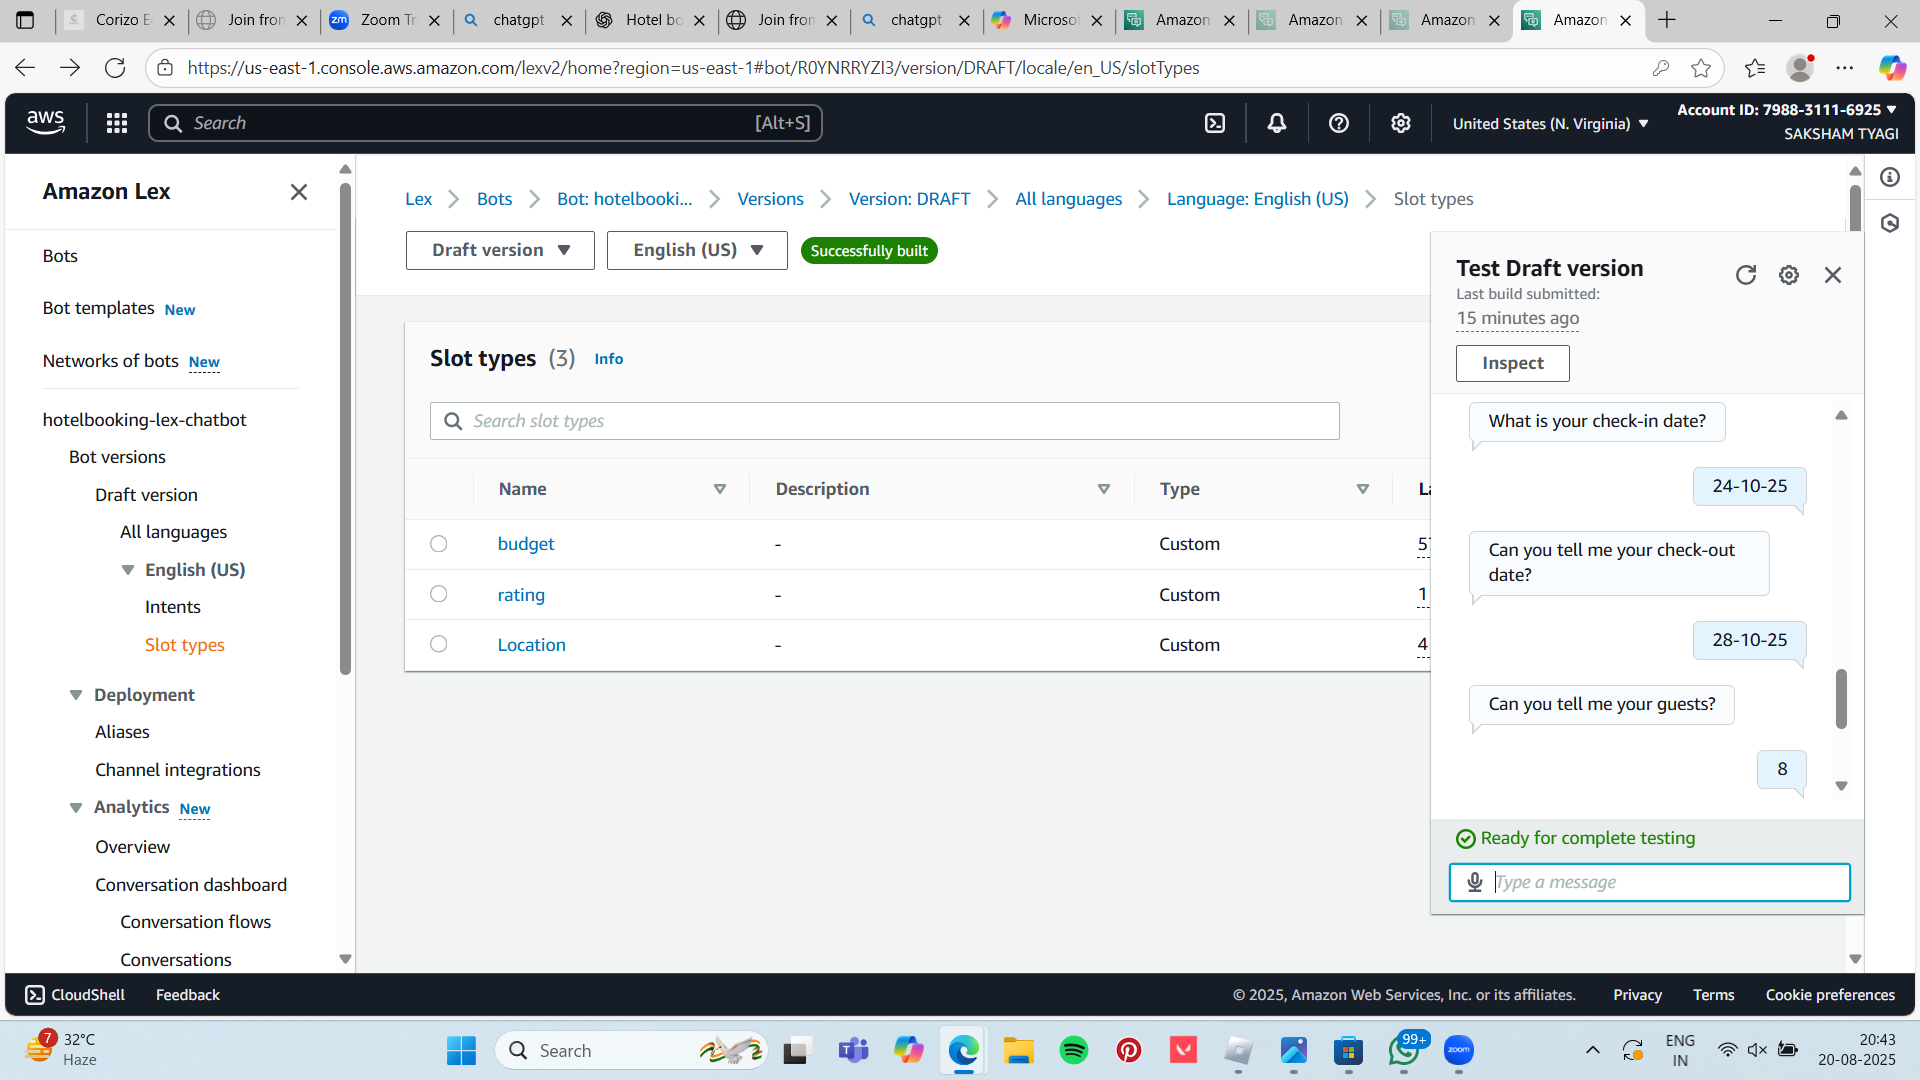 Corizo E
Join fron
Zoom Tr
chatgpt
Hotel bo
Join fron
chatgpt
Microsof
Amazon
Amazon
Amazon
Amazon
https://us-east-1.console.aws.amazon.com/lexv2/home?region=us-east-1#bot/R0YNRRYZI3/version/DRAFT/locale/en_US/slotTypes
aws
Search
[Alt+S]
United States (N. Virginia)
Account ID: 7988-3111-6925
SAKSHAM TYAGI
Amazon Lex
Bots
Bot templates New
Networks of bots New
hotelbooking-lex-chatbot
Bot versions
Draft version
All languages
English (US)
Intents
Slot types
Deployment
Aliases
Channel integrations
Analytics New
Overview
Conversation dashboard
Conversation flows
Conversations
Lex
Bots
Bot: hotelbooki...
Versions
Version: DRAFT
All languages
Language: English (US)
Slot types
Draft version
English (US)
Successfully built
Slot types (3) Info
Search slot types
Name
Description
Type
budget
-
Custom
rating
-
Custom
1
Location
-
Custom
4
Test Draft version
Last build submitted:
15 minutes ago
Inspect
What is your check-in date?
24-10-25
Can you tell me your check-out
date?
28-10-25
Can you tell me your guests?
8
Ready for complete testing
Type a message
CloudShell
Feedback
© 2025, Amazon Web Services, Inc. or its affiliates.
Privacy
Terms
Cookie preferences
7
32°C
Haze
Search
99+
zoom
ENG
IN
20:43
20-08-2025